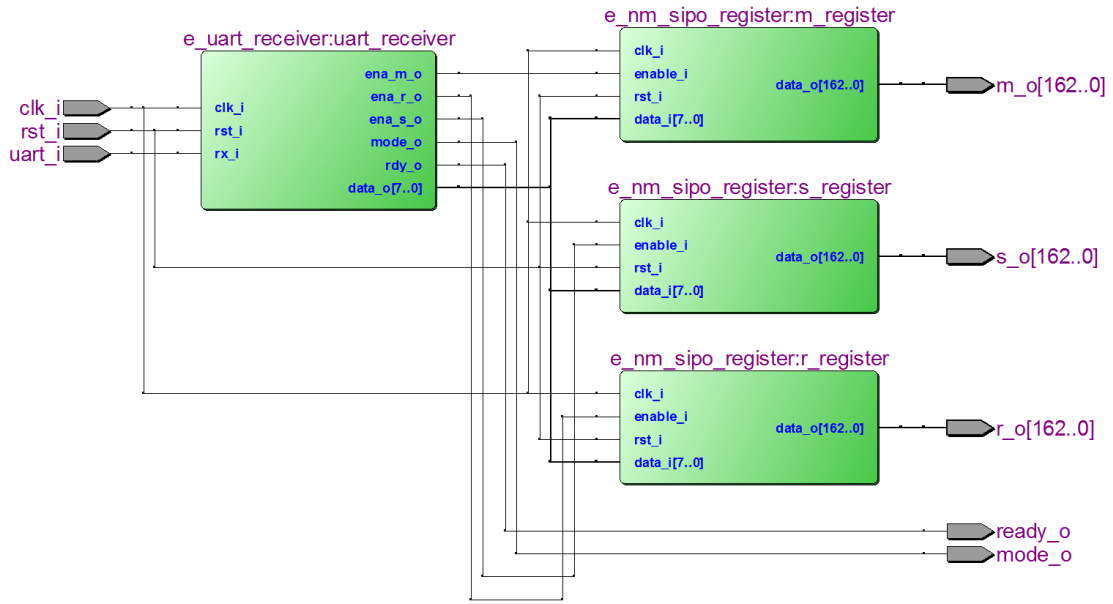 e_uart_receiver:uart_receiver
clk_i
rst_i
uart_i
clk_i
rst_i
rx_i
ena_m_o
ena_r_o
ena_s_o
mode_o
rdy_o
data_o[7..0]
e_nm_sipo_register:m_register
clk_i
enable_i
rst_i
data_i[7..0]
data_o[162..0]
m_o[162..0]
e_nm_sipo_register:s_register
clk_i
enable_i
rst_i
data_i[7..0]
data_o[162..0]
s_o[162..0]
e_nm_sipo_register:r_register
clk_i
enable_i
rst_i
data_i[7..0]
data_o[162..0]
r_o[162..0]
ready_o
mode_o